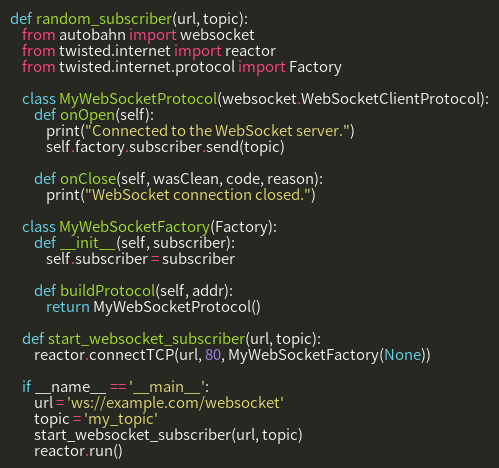 def random_subscriber(url, topic):
    from autobahn import websocket
    from twisted.internet import reactor
    from twisted.internet.protocol import Factory

    class MyWebSocketProtocol(websocket.WebSocketClientProtocol):
        def onOpen(self):
            print("Connected to the WebSocket server.")
            self.factory.subscriber.send(topic)

        def onClose(self, wasClean, code, reason):
            print("WebSocket connection closed.")

    class MyWebSocketFactory(Factory):
        def __init__(self, subscriber):
            self.subscriber = subscriber

        def buildProtocol(self, addr):
            return MyWebSocketProtocol()

    def start_websocket_subscriber(url, topic):
        reactor.connectTCP(url, 80, MyWebSocketFactory(None))

    if __name__ == '__main__':
        url = 'ws://example.com/websocket'
        topic = 'my_topic'
        start_websocket_subscriber(url, topic)
        reactor.run()